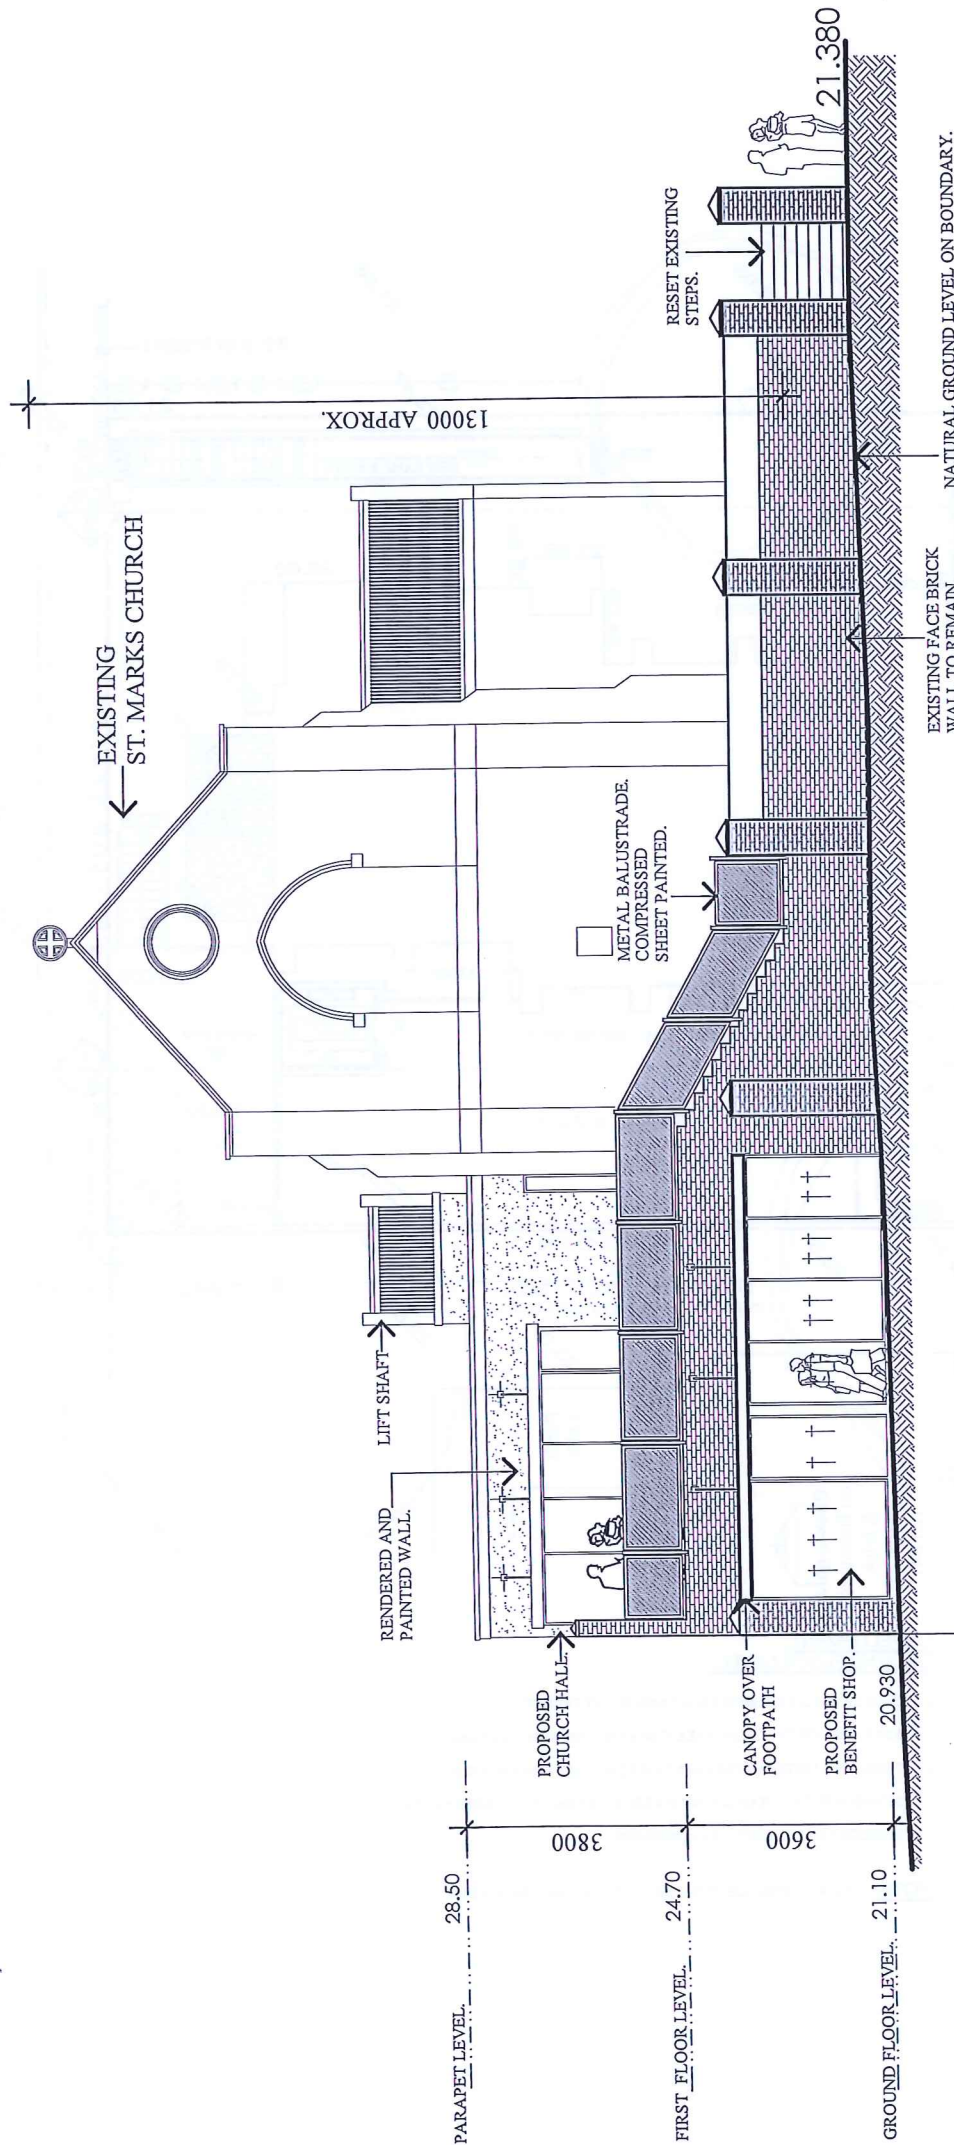 EXISTING
ST. MARKS CHURCH
13000 APPROX.
RESET EXISTING
STEPS.
21.380
NATURAL GROUND LEVEL ON BOUNDARY.
EXISTING FACE BRICK
WALL TO REMAIN
METAL BALUSTRADE.
COMPRESSED
SHEET PAINTED.
LIFT SHAFT
RENDERED AND
PAINTED WALL.
PROPOSED
CHURCH HALL.
CANOPY OVER
FOOTPATH
PROPOSED
BENEFIT SHOP.
20.930
PARAPET LEVEL.
28.50
3800
FIRST FLOOR LEVEL.
24.70
3600
GROUND FLOOR LEVEL.
21.10